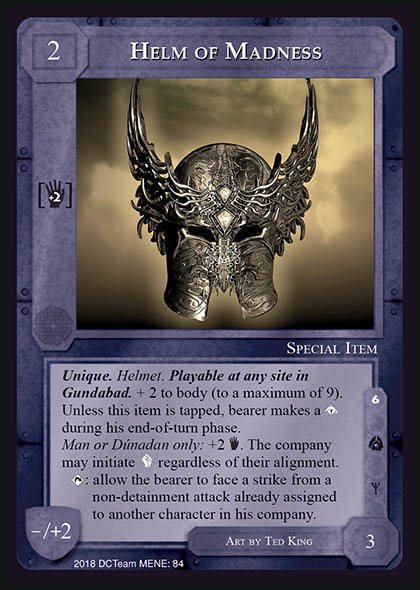 2
HELM OF MADNESS
+2
SPECIAL ITEM
Unique. Helmet. Playable at any site in
Gundabad. + 2 to body (to a maximum of 9).
Unless this item is tapped, bearer makes a
during his end-of-turn phase.
Man or Dúnadan only: +2 . The company
may initiate regardless of their alignment.
: allow the bearer to face a strike from a
non-detainment attack already assigned
to another character in his company.
6
–/+2
ART BY TED KING
3
2018 DCTeam MENE: 84